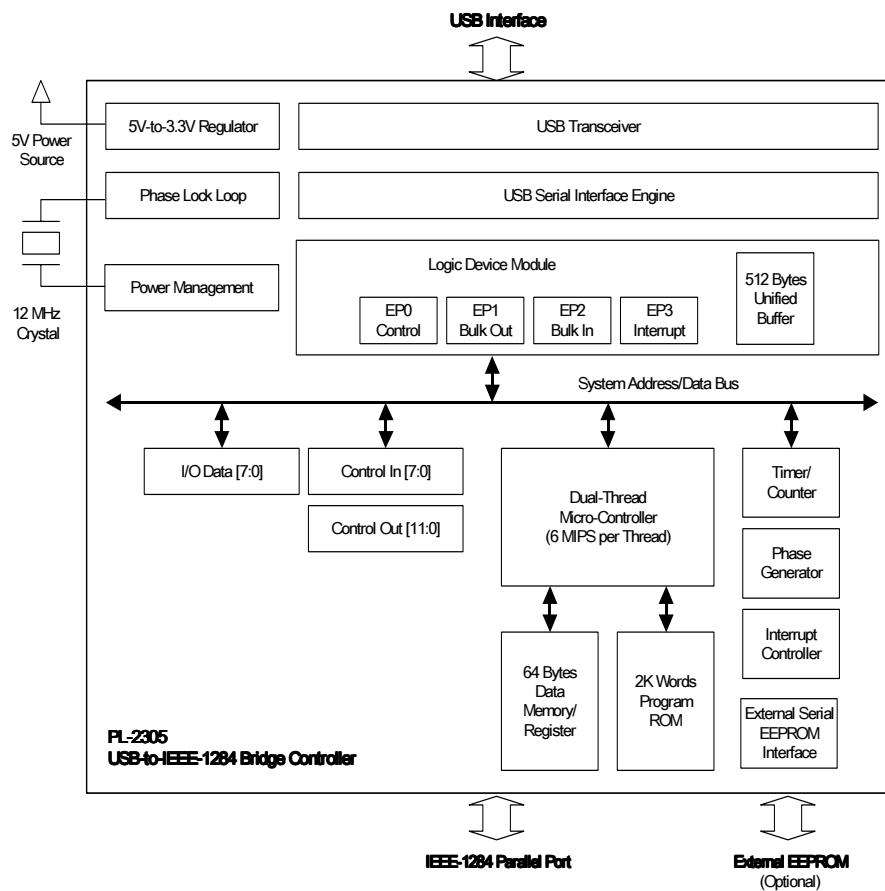 USB Interface
5V-to-3.3V Regulator
USB Transceiver
5V Power
Source
Phase Lock Loop
USB Serial Interface Engine
Logic Device Module
512 Bytes
Unified
Buffer
Power Management
EP0
Control
EP1
Bulk Out
EP2
Bulk In
EP3
Interrupt
12 MHz
Crystal
System Address/Data Bus
I/O Data [7:0]
Control In [7:0]
Control Out [11:0]
Dual-Thread
Micro-Controller
(6 MIPS per Thread)
Timer/
Counter
Phase
Generator
Interrupt
Controller
64 Bytes
Data
Memory/
Register
2K Words
Program
ROM
External Serial
EEPROM
Interface
PL-2305
USB-to-IEEE-1284 Bridge Controller
IEEE-1284 Parallel Port
External EEPROM
(Optional)